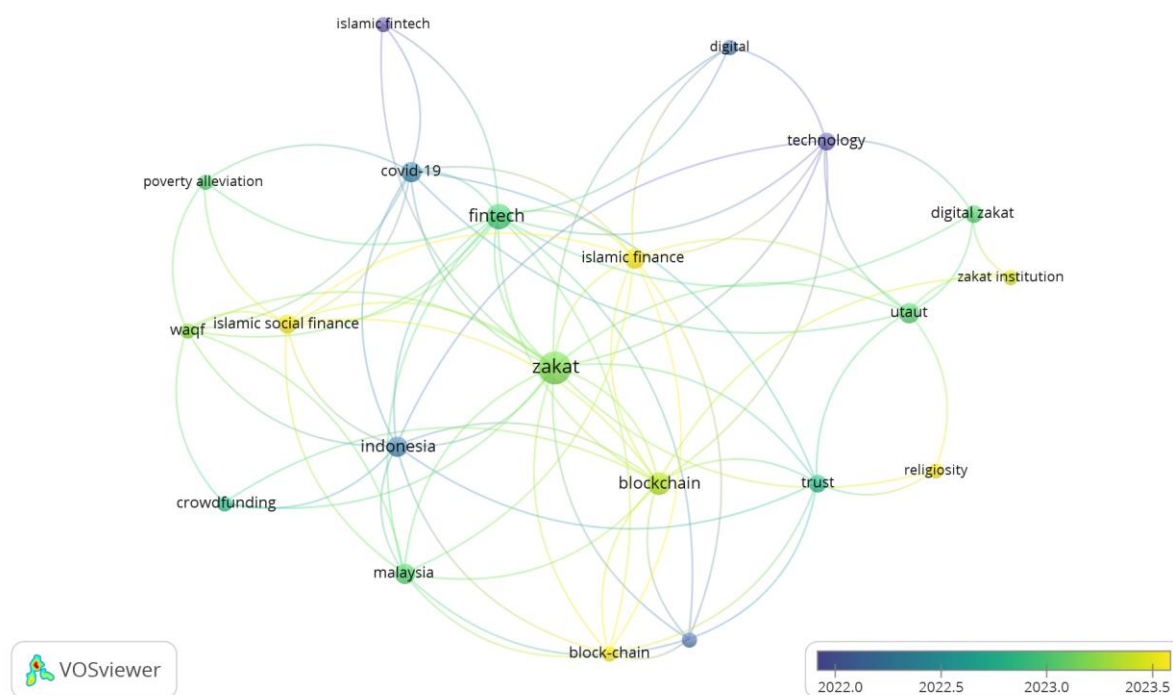 islamic fintech
digital
technology
covid-19
poverty alleviation
fintech
digital zakat
islamic finance
zakat institution
utaut
islamic social finance
waqf
zakat
indonesia
religiosity
blockchain
trust
crowdfunding
malaysia
block-chain
VOSviewer
2022.0 2022.5 2023.0 2023.5